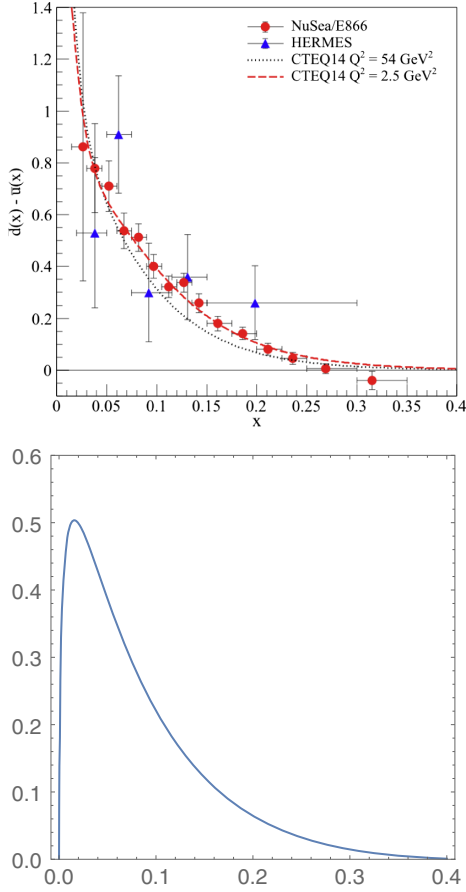 1.4
1.2
1
0.8
0.6
0.4
0.2
0
d(x) - u(x)
NuSea/E866
HERMES
CTEQ14 Q² = 54 GeV²
CTEQ14 Q² = 2.5 GeV²
0 0.05 0.1 0.15 0.2 0.25 0.3 0.35 0.4
x
0.6
0.5
0.4
0.3
0.2
0.1
0.0
0.0 0.1 0.2 0.3 0.4